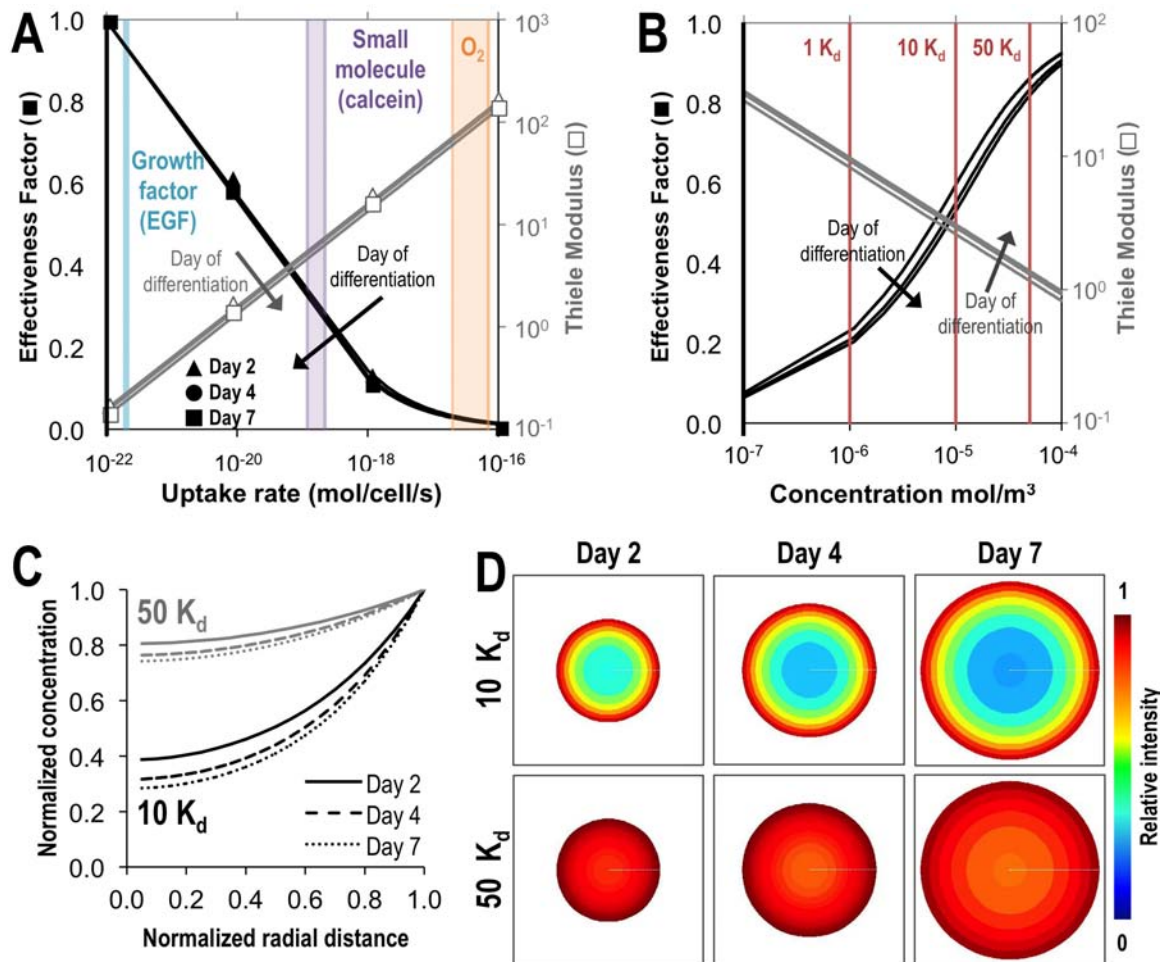 A
Effectiveness Factor (■)
1.0
0.8
0.6
0.4
0.2
0.0
Growth
factor
(EGF)
Small
molecule
(calcein)
O₂
Day of
differentiation
Day of
differentiation
▲ Day 2
● Day 4
■ Day 7
10⁻²² 10⁻²⁰ 10⁻¹⁸ 10⁻¹⁶
Uptake rate (mol/cell/s)
10³
10²
10¹
10⁰
10⁻¹
Thiele Modulus (□)
B
Effectiveness Factor (■)
1.0
0.8
0.6
0.4
0.2
0.0
1 K_d 10 K_d 50 K_d
Day of
differentiation
Day of
differentiation
10⁻⁷ 10⁻⁶ 10⁻⁵ 10⁻⁴
Concentration mol/m³
10²
10¹
10⁰
10⁻¹
Thiele Modulus (□)
C
Normalized concentration
1.0
0.8
0.6
0.4
0.2
0.0
50 K_d
10 K_d
Day 2
Day 4
Day 7
0.0 0.2 0.4 0.6 0.8 1.0
Normalized radial distance
D
Day 2 Day 4 Day 7
10 K_d
50 K_d
1
Relative intensity
0